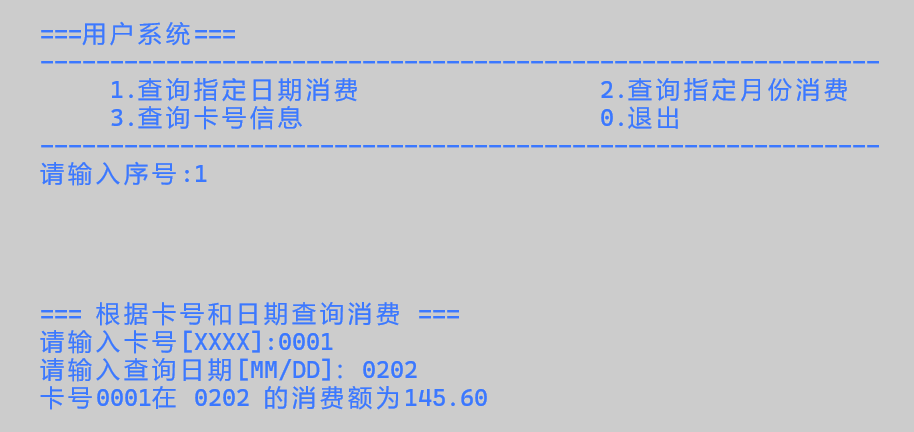 ===用户系统===
------------------------------------------------------------
1.查询指定日期消费 2.查询指定月份消费
3.查询卡号信息 0.退出
------------------------------------------------------------
请输入序号:1
=== 根据卡号和日期查询消费 ===
请输入卡号[XXXX]:0001
请输入查询日期[MM/DD]: 0202
卡号0001在 0202 的消费额为145.60